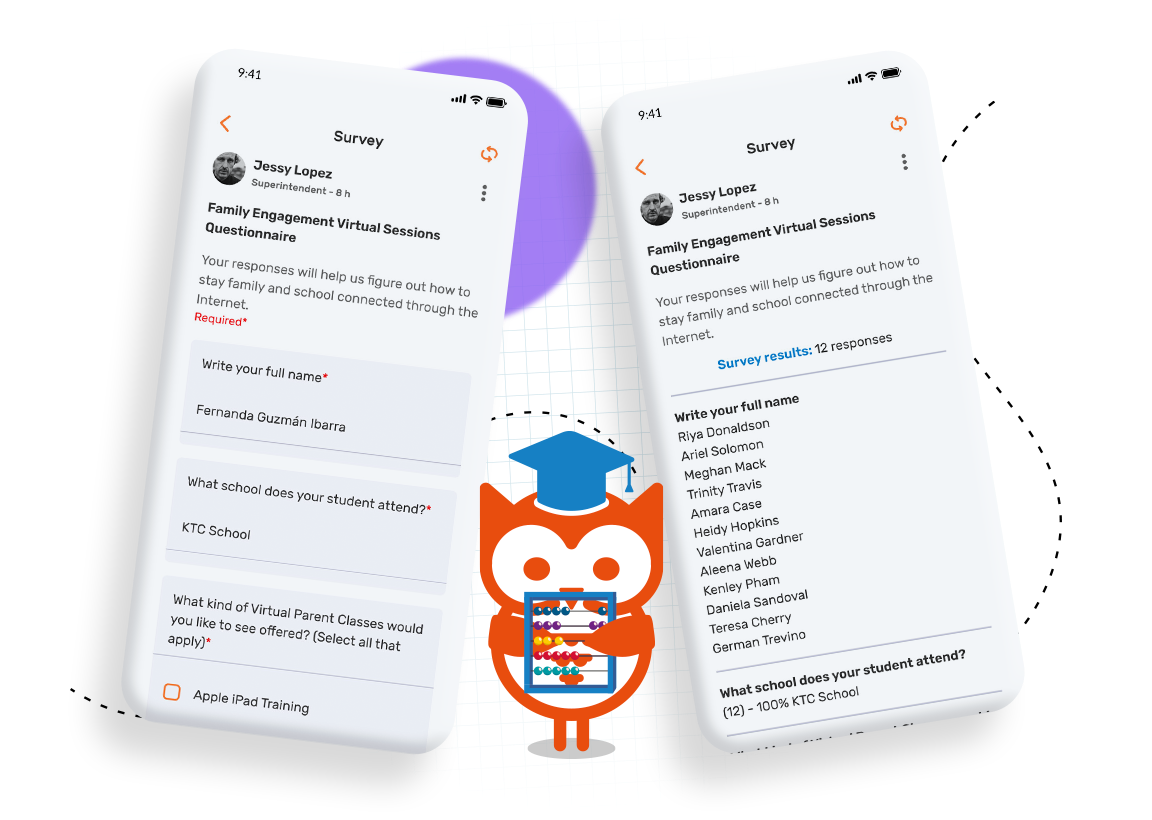 9:41
Survey
Jessy Lopez
Superintendent - 8 h
Family Engagement Virtual Sessions
Questionnaire
Your responses will help us figure out how to
stay family and school connected through the
Internet.
Required*
Write your full name*
Fernanda Guzmán Ibarra
What school does your student attend?*
KTC School
What kind of Virtual Parent Classes would
you like to see offered? (Select all that
apply)*
Apple iPad Training
9:41
Survey
Jessy Lopez
Superintendent - 8 h
Family Engagement Virtual Sessions
Questionnaire
Your responses will help us figure out how to
stay family and school connected through the
Internet.
Survey results: 12 responses
Write your full name
Riya Donaldson
Ariel Solomon
Meghan Mack
Trinity Travis
Amara Case
Heidy Hopkins
Valentina Gardner
Aleena Webb
Kenley Pham
Daniela Sandoval
Teresa Cherry
German Trevino
What school does your student attend?
(12) - 100% KTC School